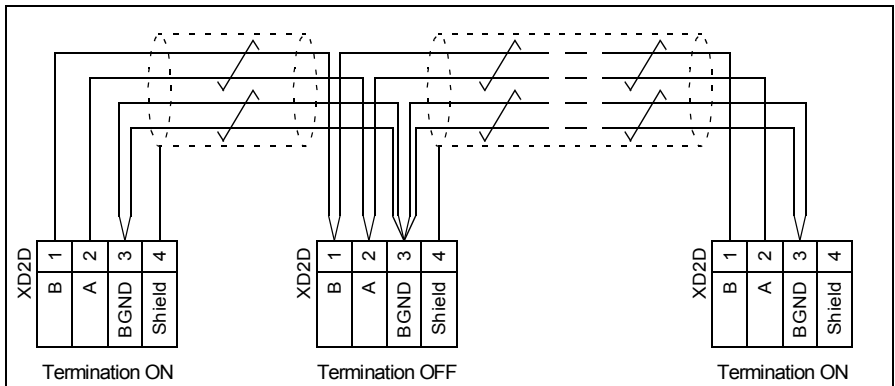 XD2D
1 2 3 4
B A BGND Shield
Termination ON
XD2D
1 2 3 4
B A BGND Shield
Termination OFF
XD2D
1 2 3 4
B A BGND Shield
Termination ON